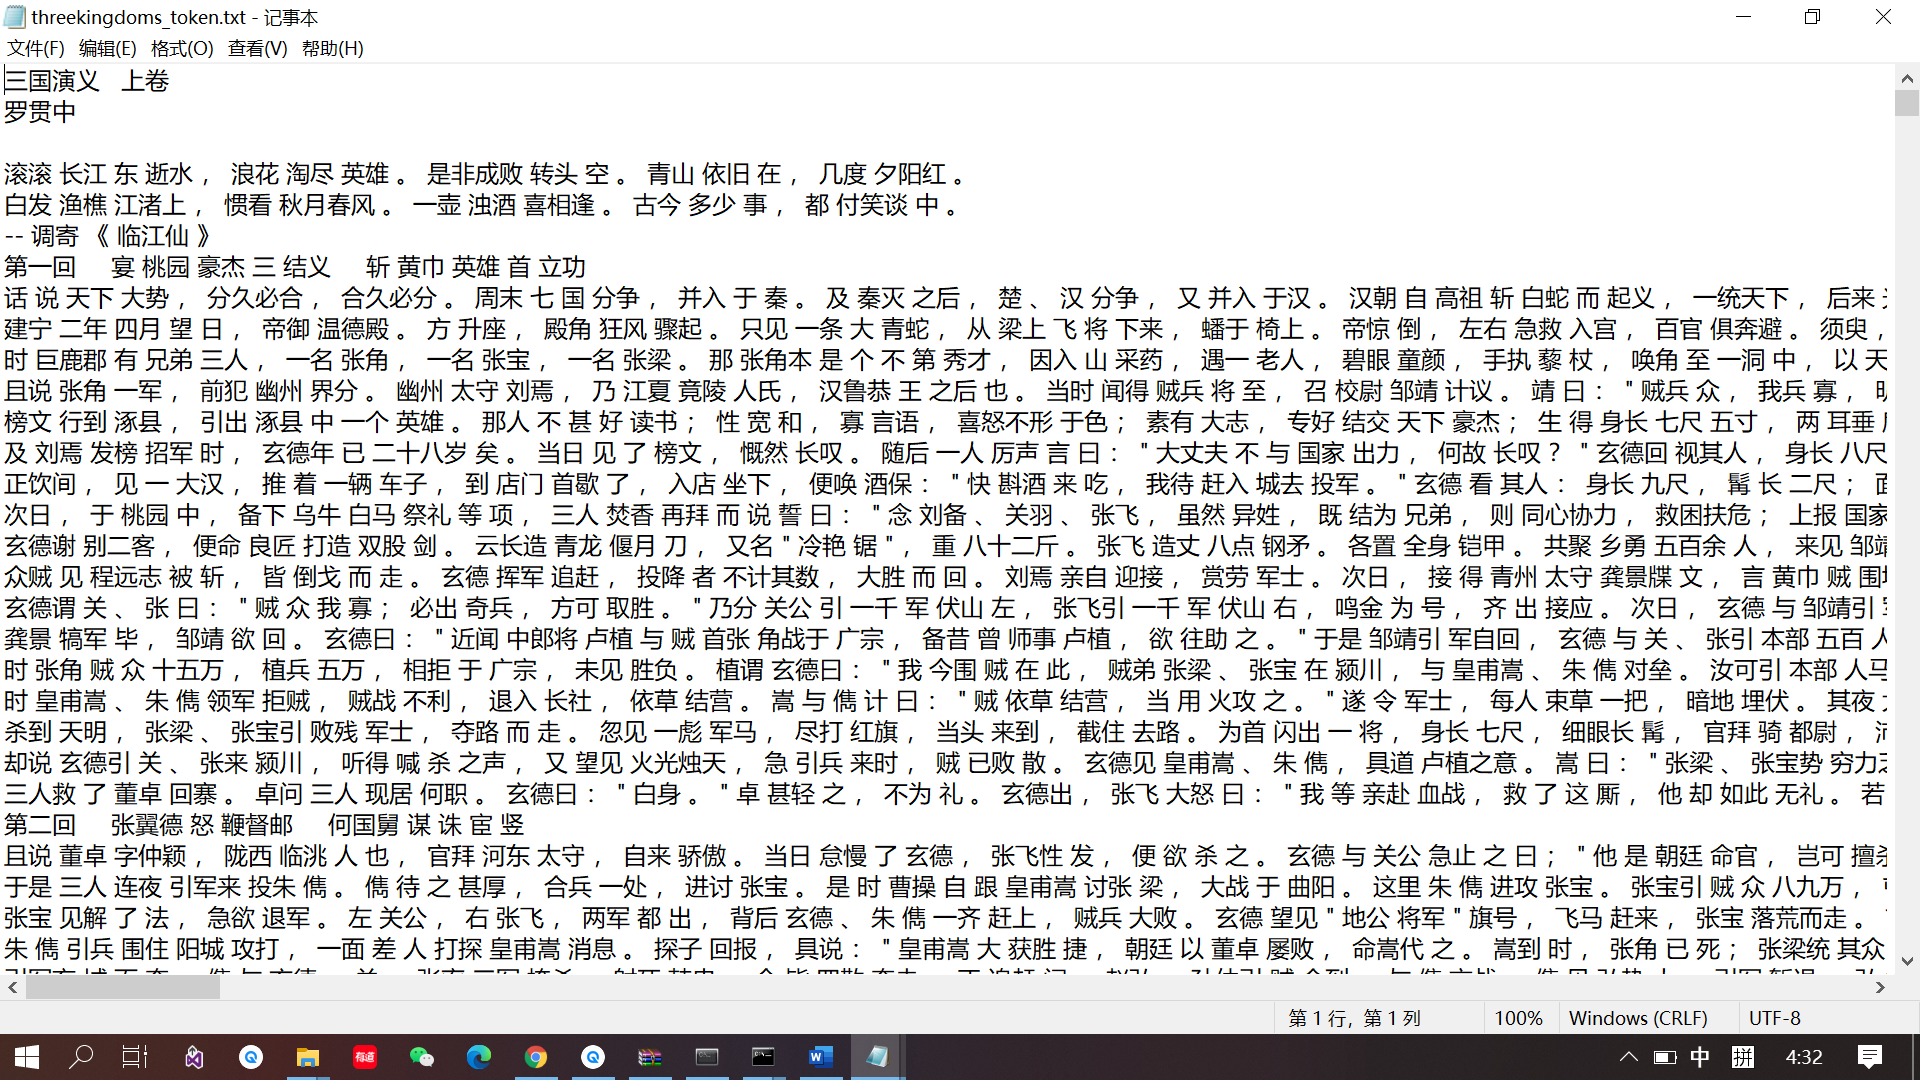 threekingdoms_token.txt - 记事本
文件(F) 编辑(E) 格式(O) 查看(V) 帮助(H)
三国演义 上卷
罗贯中
滚滚 长江 东 逝水 ， 浪花 淘尽 英雄 。 是非成败 转头 空 。 青山 依旧 在 ， 几度 夕阳红 。
白发 渔樵 江渚上 ， 惯看 秋月春风 。 一壶 浊酒 喜相逢 。 古今 多少 事 ， 都 付笑谈 中 。
-- 调寄 《 临江仙 》
第一回 宴 桃园 豪杰 三 结义 斩 黄巾 英雄 首 立功
话 说 天下 大势 ， 分久必合 ， 合久必分 。 周末 七 国 分争 ， 并入 于 秦 。 及 秦灭 之后 ， 楚 、 汉 分争 ， 又 并入 于汉 。 汉朝 自 高祖 斩 白蛇 而 起义 ， 一统天下 ， 后来
建宁 二年 四月 望 日 ， 帝御 温德殿 。 方 升座 ， 殿角 狂风 骤起 。 只见 一条 大 青蛇 ， 从 梁上 飞 将 下来 ， 蟠于 椅上 。 帝惊 倒 ， 左右 急救 入宫 ， 百官 俱奔避 。 须臾 ，
时 巨鹿郡 有 兄弟 三人 ， 一名 张角 ， 一名 张宝 ， 一名 张梁 。 那 张角本 是 个 不 第 秀才 ， 因入 山 采药 ， 遇一 老人 ， 碧眼 童颜 ， 手执 藜 杖 ， 唤角 至 一洞 中 ， 以 天
且说 张角 一军 ， 前犯 幽州 界分 。 幽州 太守 刘焉 ， 乃 江夏 竟陵 人氏 ， 汉鲁恭 王 之后 也 。 当时 闻得 贼兵 将 至 ， 召 校尉 邹靖 计议 。 靖 曰 ： " 贼兵 众 ， 我兵 寡 ，
榜文 行到 涿县 ， 引出 涿县 中 一个 英雄 。 那人 不 甚 好 读书 ； 性 宽 和 ， 寡 言语 ， 喜怒不形 于色 ； 素有 大志 ， 专好 结交 天下 豪杰 ； 生 得 身长 七尺 五寸 ， 两 耳垂
及 刘焉 发榜 招军 时 ， 玄德年 已 二十八岁 矣 。 当日 见 了 榜文 ， 慨然 长叹 。 随后 一人 厉声 言 曰 ： " 大丈夫 不 与 国家 出力 ， 何故 长叹 ？ " 玄德回 视其人 ， 身长 八尺
正饮间 ， 见 一 大汉 ， 推 着 一辆 车子 ， 到 店门 首歇 了 ， 入店 坐下 ， 便唤 酒保 ： " 快 斟酒 来 吃 ， 我待 赶入 城去 投军 。 " 玄德 看 其人 ： 身长 九尺 ， 髯 长 二尺 ； 面
次日 ， 于 桃园 中 ， 备下 乌牛 白马 祭礼 等 项 ， 三人 焚香 再拜 而 说 誓 曰 ： " 念 刘备 、 关羽 、 张飞 ， 虽然 异姓 ， 既 结为 兄弟 ， 则 同心协力 ， 救困扶危 ； 上报 国家
玄德谢 别二客 ， 便命 良匠 打造 双股 剑 。 云长造 青龙 偃月 刀 ， 又名 " 冷艳 锯 " ， 重 八十二斤 。 张飞 造丈 八点 钢矛 。 各置 全身 铠甲 。 共聚 乡勇 五百余 人 ， 来见 邹靖
众贼 见 程远志 被 斩 ， 皆 倒戈 而 走 。 玄德 挥军 追赶 ， 投降 者 不计其数 ， 大胜 而 回 。 刘焉 亲自 迎接 ， 赏劳 军士 。 次日 ， 接 得 青州 太守 龚景牒 文 ， 言 黄巾 贼 围城
玄德谓 关 、 张 曰 ： " 贼 众 我 寡 ； 必出 奇兵 ， 方可 取胜 。 " 乃分 关公 引 一千 军 伏山 左 ， 张飞引 一千 军 伏山 右 ， 鸣金 为 号 ， 齐 出 接应 。 次日 ， 玄德 与 邹靖引 军
龚景 犒军 毕 ， 邹靖 欲 回 。 玄德曰 ： " 近闻 中郎将 卢植 与 贼 首张 角战于 广宗 ， 备昔 曾 师事 卢植 ， 欲 往助 之 。 " 于是 邹靖引 军自回 ， 玄德 与 关 、 张引 本部 五百 人
时 张角 贼 众 十五万 ， 植兵 五万 ， 相拒 于 广宗 ， 未见 胜负 。 植谓 玄德曰 ： " 我 今围 贼 在 此 ， 贼弟 张梁 、 张宝 在 颍川 ， 与 皇甫嵩 、 朱 儁 对垒 。 汝可引 本部 人马
时 皇甫嵩 、 朱 儁 领军 拒贼 ， 贼战 不利 ， 退入 长社 ， 依草 结营 。 嵩 与 儁 计 曰 ： " 贼 依草 结营 ， 当 用 火攻 之 。 " 遂 令 军士 ， 每人 束草 一把 ， 暗地 埋伏 。 其夜 大
杀到 天明 ， 张梁 、 张宝引 败残 军士 ， 夺路 而 走 。 忽见 一彪 军马 ， 尽打 红旗 ， 当头 来到 ， 截住 去路 。 为首 闪出 一 将 ， 身长 七尺 ， 细眼长 髯 ， 官拜 骑 都尉 ，
却说 玄德引 关 、 张来 颍川 ， 听得 喊 杀 之声 ， 又 望见 火光烛天 ， 急 引兵 来时 ， 贼 已败 散 。 玄德见 皇甫嵩 、 朱 儁 ， 具道 卢植之意 。 嵩 曰 ： " 张梁 、 张宝势 穷力乏
三人救 了 董卓 回寨 。 卓问 三人 现居 何职 。 玄德曰 ： " 白身 。 " 卓 甚轻 之 ， 不为 礼 。 玄德出 ， 张飞 大怒 曰 ： " 我 等 亲赴 血战 ， 救 了 这 厮 ， 他 却 如此 无礼 。 若
第二回 张翼德 怒 鞭督邮 何国舅 谋 诛 宦 竖
且说 董卓 字仲颖 ， 陇西 临洮 人 也 ， 官拜 河东 太守 ， 自来 骄傲 。 当日 怠慢 了 玄德 ， 张飞性 发 ， 便 欲 杀 之 。 玄德 与 关公 急止 之 曰 ； " 他 是 朝廷 命官 ， 岂可 擅杀
于是 三人 连夜 引军来 投朱 儁 。 儁 待 之 甚厚 ， 合兵 一处 ， 进讨 张宝 。 是 时 曹操 自 跟 皇甫嵩 讨张 梁 ， 大战 于 曲阳 。 这里 朱 儁 进攻 张宝 。 张宝引 贼 众 八九万 ，
张宝 见解 了 法 ， 急欲 退军 。 左 关公 ， 右 张飞 ， 两军 都 出 ， 背后 玄德 、 朱 儁 一齐 赶上 ， 贼兵 大败 。 玄德 望见 " 地公 将军 " 旗号 ， 飞马 赶来 ， 张宝 落荒而走 。
朱 儁 引兵 围住 阳城 攻打 ， 一面 差 人 打探 皇甫嵩 消息 。 探子 回报 ， 具说 ： " 皇甫嵩 大 获胜 捷 ， 朝廷 以 董卓 屡败 ， 命嵩代 之 。 嵩到 时 ， 张角 已 死 ； 张梁统 其众
第 1 行，第 1 列 100% Windows (CRLF) UTF-8
有道
中 拼 4:32